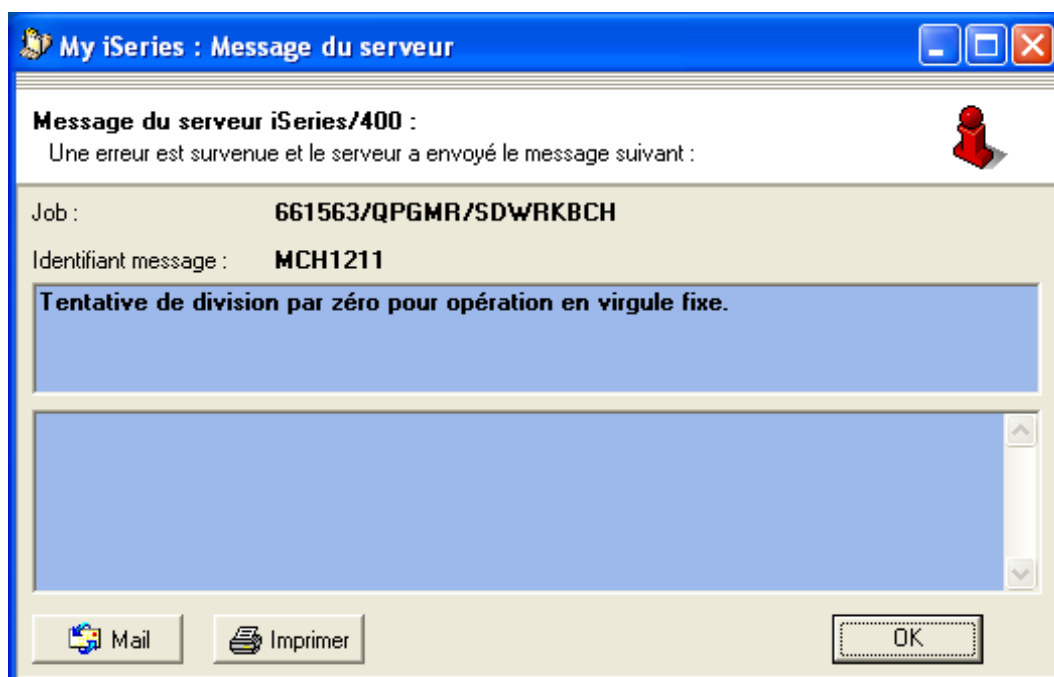 My iSeries : Message du serveur
Message du serveur iSeries/400 :
Une erreur est survenue et le serveur a envoyé le message suivant :
Job : 661563/QPGMR/SDWRKBCH
Identifiant message : MCH1211
Tentative de division par zéro pour opération en virgule fixe.
Mail Imprimer OK